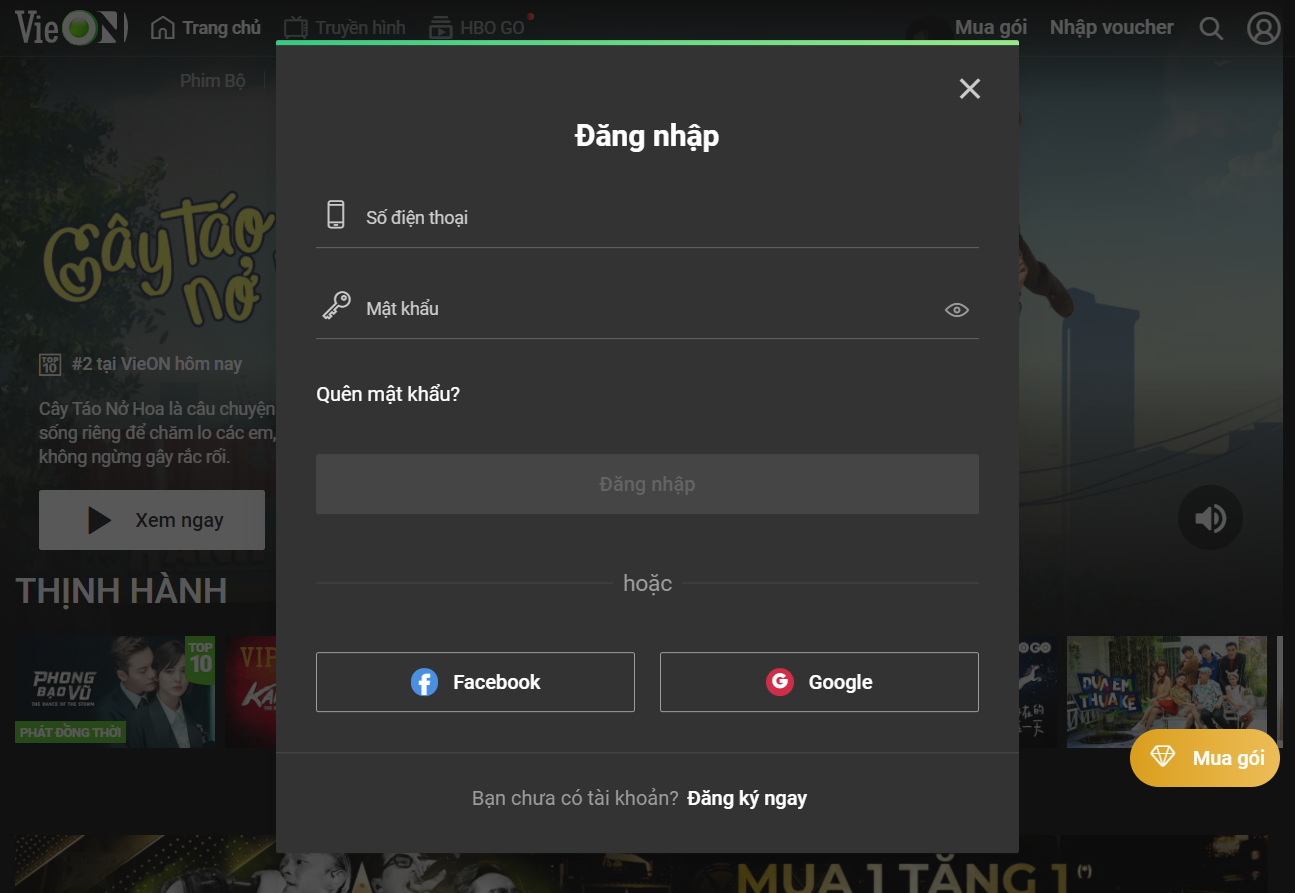 VieON
Trang chủ
Truyền hình
HBO GO
Mua gói
Nhập voucher
Phim Bộ
Đăng nhập
Số điện thoại
Cây táo
nở
Mật khẩu
TOP
10
#2 tại VieON hôm nay
Quên mật khẩu?
Cây Táo Nở Hoa là câu chuyện
sống riêng để chăm lo các em,
không ngừng gây rắc rối.
Đăng nhập
Xem ngay
hoặc
THỊNH HÀNH
PHONG
BẠO VŨ
THE DANCE OF THE STORM
TOP
10
PHÁT ĐỒNG THỜI
VIP
Facebook
Google
DƯA EM
THUA KE
Mua gói
Bạn chưa có tài khoản? Đăng ký ngay
MUA 1 TẶNG 1 (*)